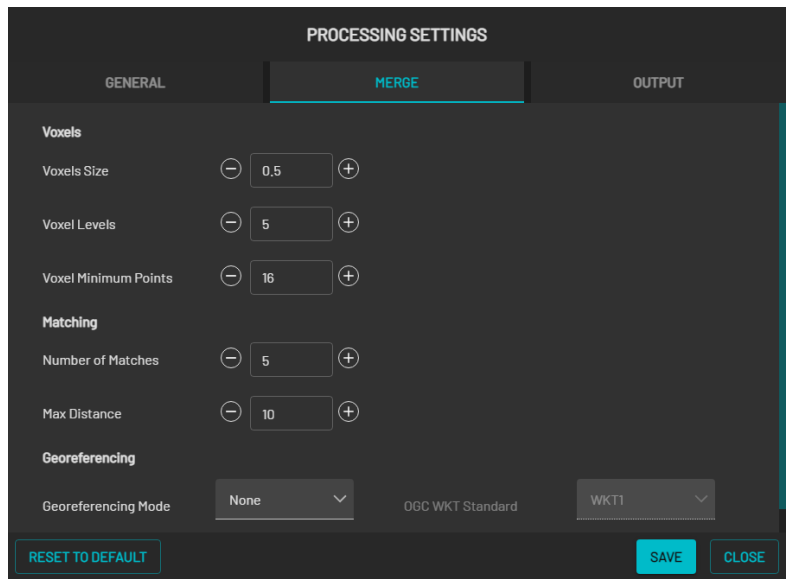 PROCESSING SETTINGS
GENERAL MERGE OUTPUT
Voxels
Voxels Size 0.5
Voxel Levels 5
Voxel Minimum Points 16
Matching
Number of Matches 5
Max Distance 10
Georeferencing
Georeferencing Mode None OGC WKT Standard WKT1
RESET TO DEFAULT SAVE CLOSE